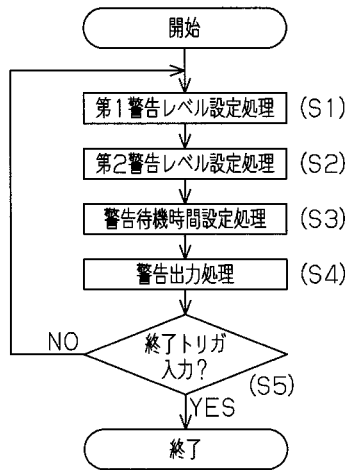 開始
第1警告レベル設定処理 (S1)
第2警告レベル設定処理 (S2)
警告待機時間設定処理 (S3)
警告出力処理 (S4)
NO
終了トリガ
入力?
(S5)
YES
終了